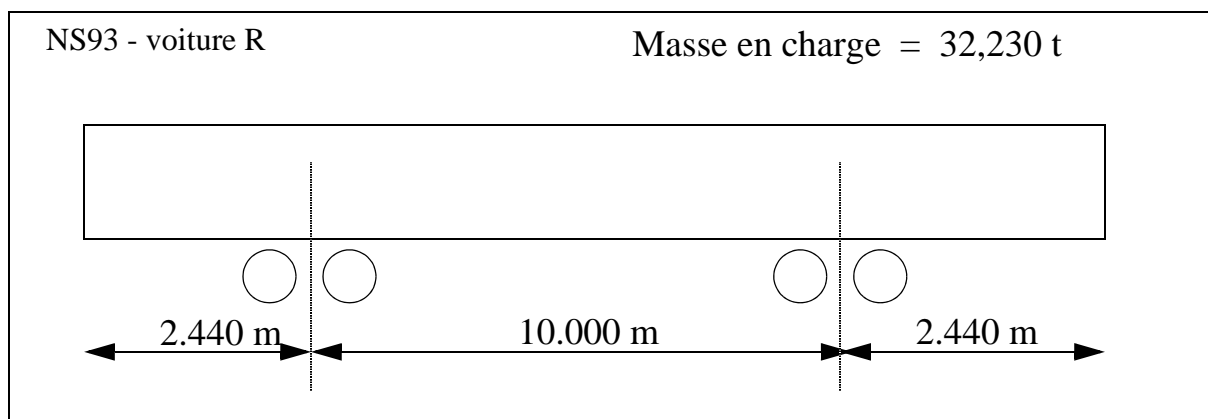 NS93 - voiture R
Masse en charge = 32,230 t
2.440 m
10.000 m
2.440 m